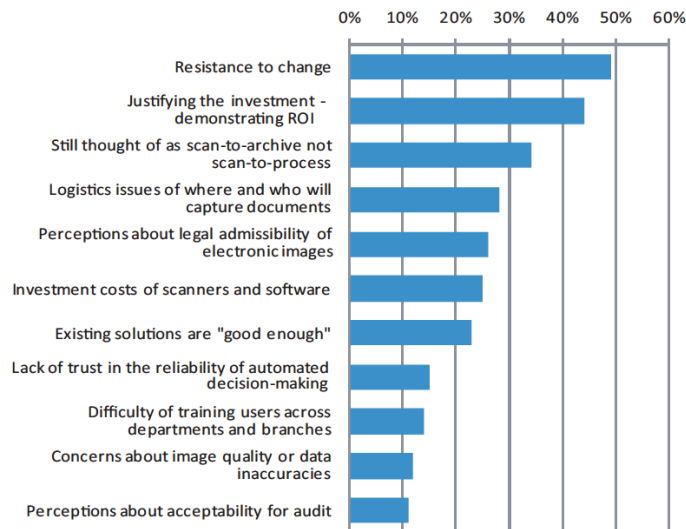 0% 10% 20% 30% 40% 50% 60%
Resistance to change
Justifying the investment -
demonstrating ROI
Still thought of as scan-to-archive not
scan-to-process
Logistics issues of where and who will
capture documents
Perceptions about legal admissibility of
electronic images
Investment costs of scanners and software
Existing solutions are "good enough"
Lack of trust in the reliability of automated
decision-making
Difficulty of training users across
departments and branches
Concerns about image quality or data
inaccuracies
Perceptions about acceptability for audit